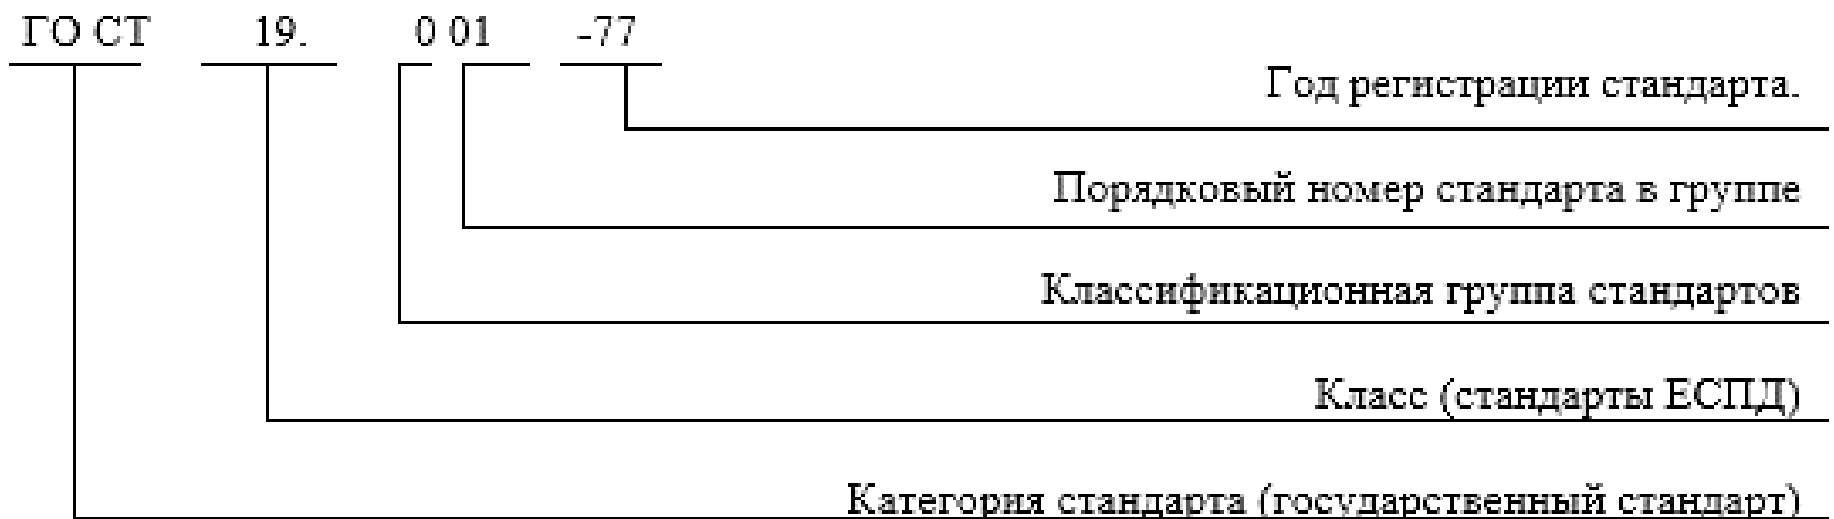 ГО СТ 19. 0 01 -77
Год регистрации стандарта.
Порядковый номер стандарта в группе
Классификационная группа стандартов
Класс (стандарты ЕСПД)
Категория стандарта (государственный стандарт)